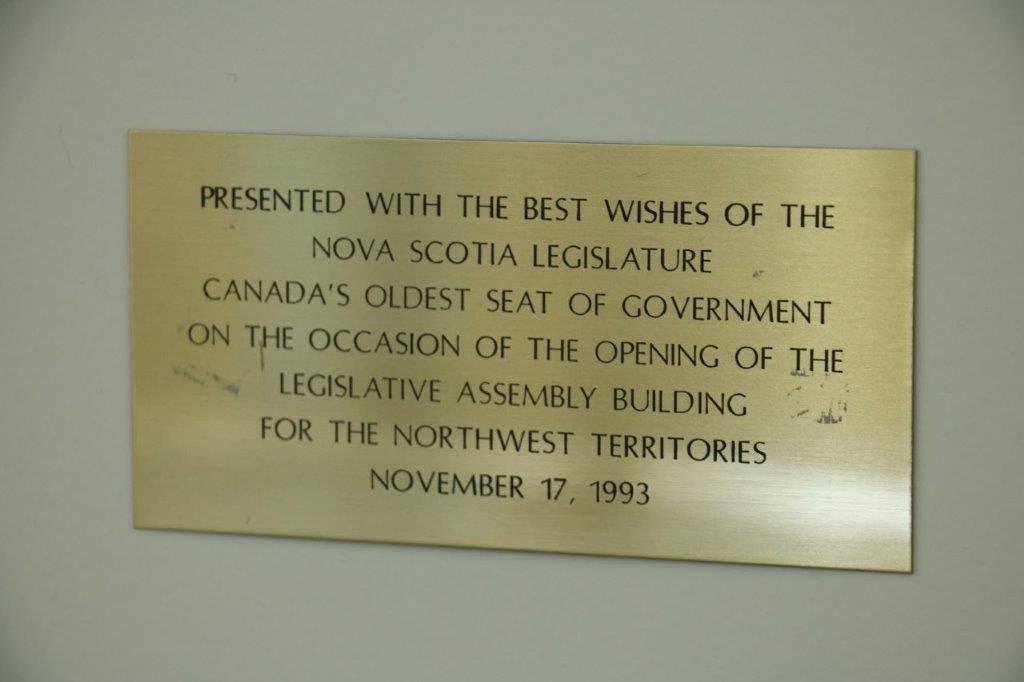 PRESENTED WITH THE BEST WISHES OF THE
NOVA SCOTIA LEGISLATURE
CANADA'S OLDEST SEAT OF GOVERNMENT
ON THE OCCASION OF THE OPENING OF THE
LEGISLATIVE ASSEMBLY BUILDING
FOR THE NORTHWEST TERRITORIES
NOVEMBER 17, 1993